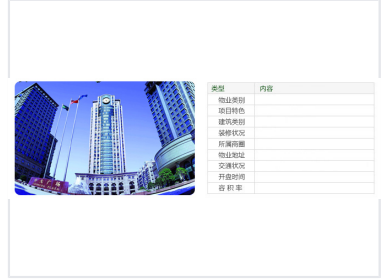 类型 内容
物业类别
项目特色
建筑类别
装修状况
所属商圈
物业地址
交通状况
开盘时间
容 积 率